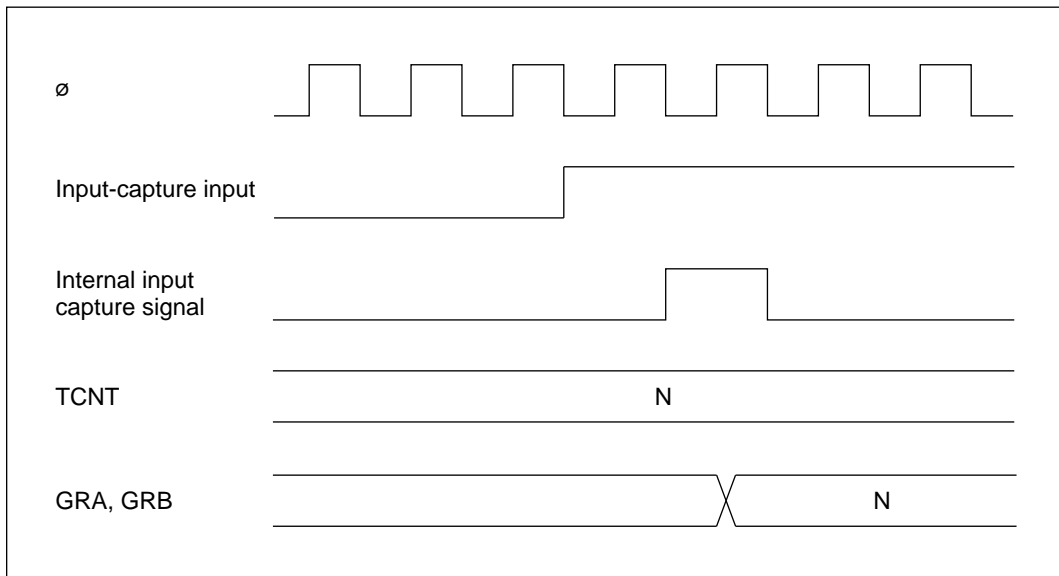 ø
Input-capture input
Internal input
capture signal
TCNT
N
GRA, GRB
N